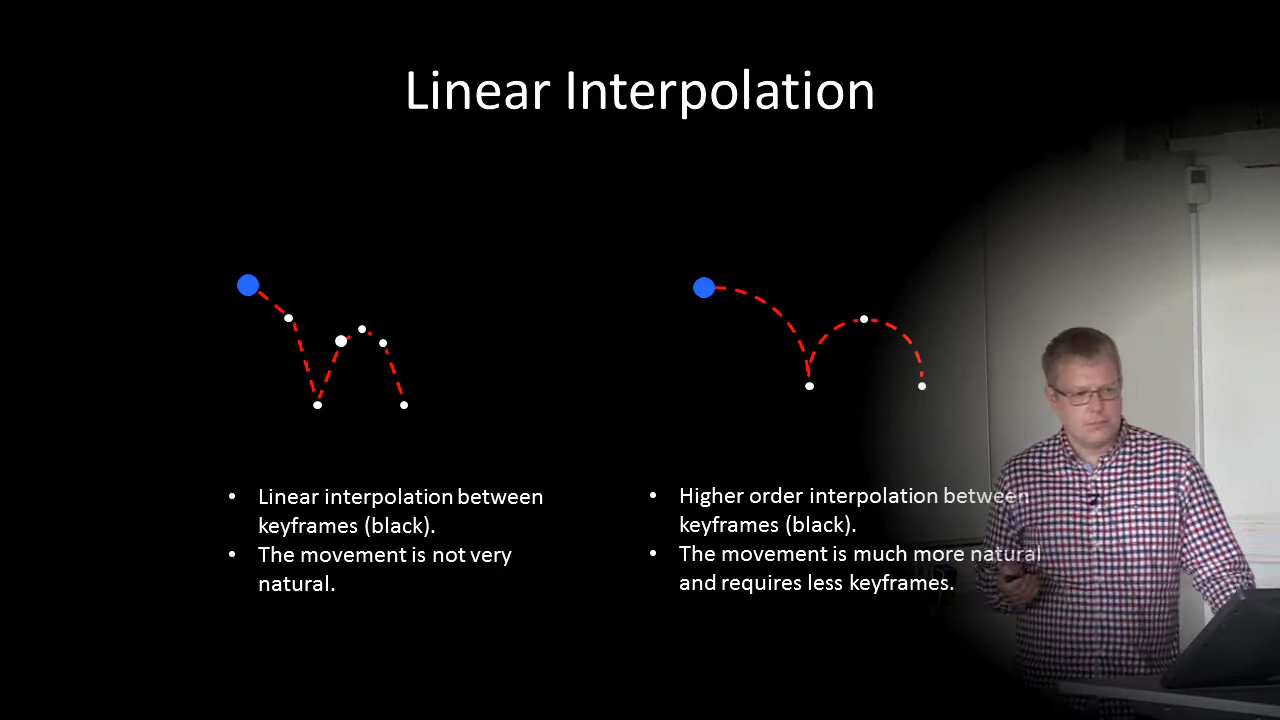 Linear Interpolation
• Linear interpolation between
keyframes (black).
• The movement is not very
natural.
• Higher order interpolation between
keyframes (black).
• The movement is much more natural
and requires less keyframes.